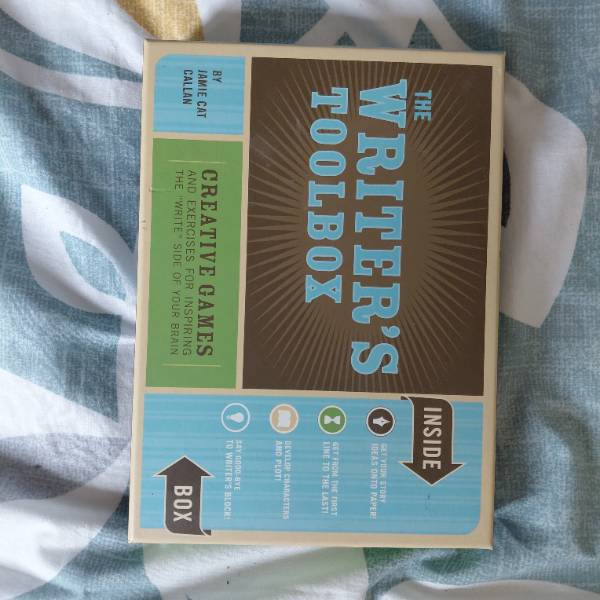 THE
WRITER'S
TOOLBOX
BY
JAMIE CAT
CALLAN
CREATIVE GAMES
AND EXERCISES FOR INSPIRING
THE "WRITE" SIDE OF YOUR BRAIN
INSIDE
GET YOUR STORY
IDEAS ONTO PAPER!
GET FROM THE FIRST
LINE TO THE LAST!
DEVELOP CHARACTERS
AND PLOT!
SAY GOOD-BYE
TO WRITER'S BLOCK!
BOX